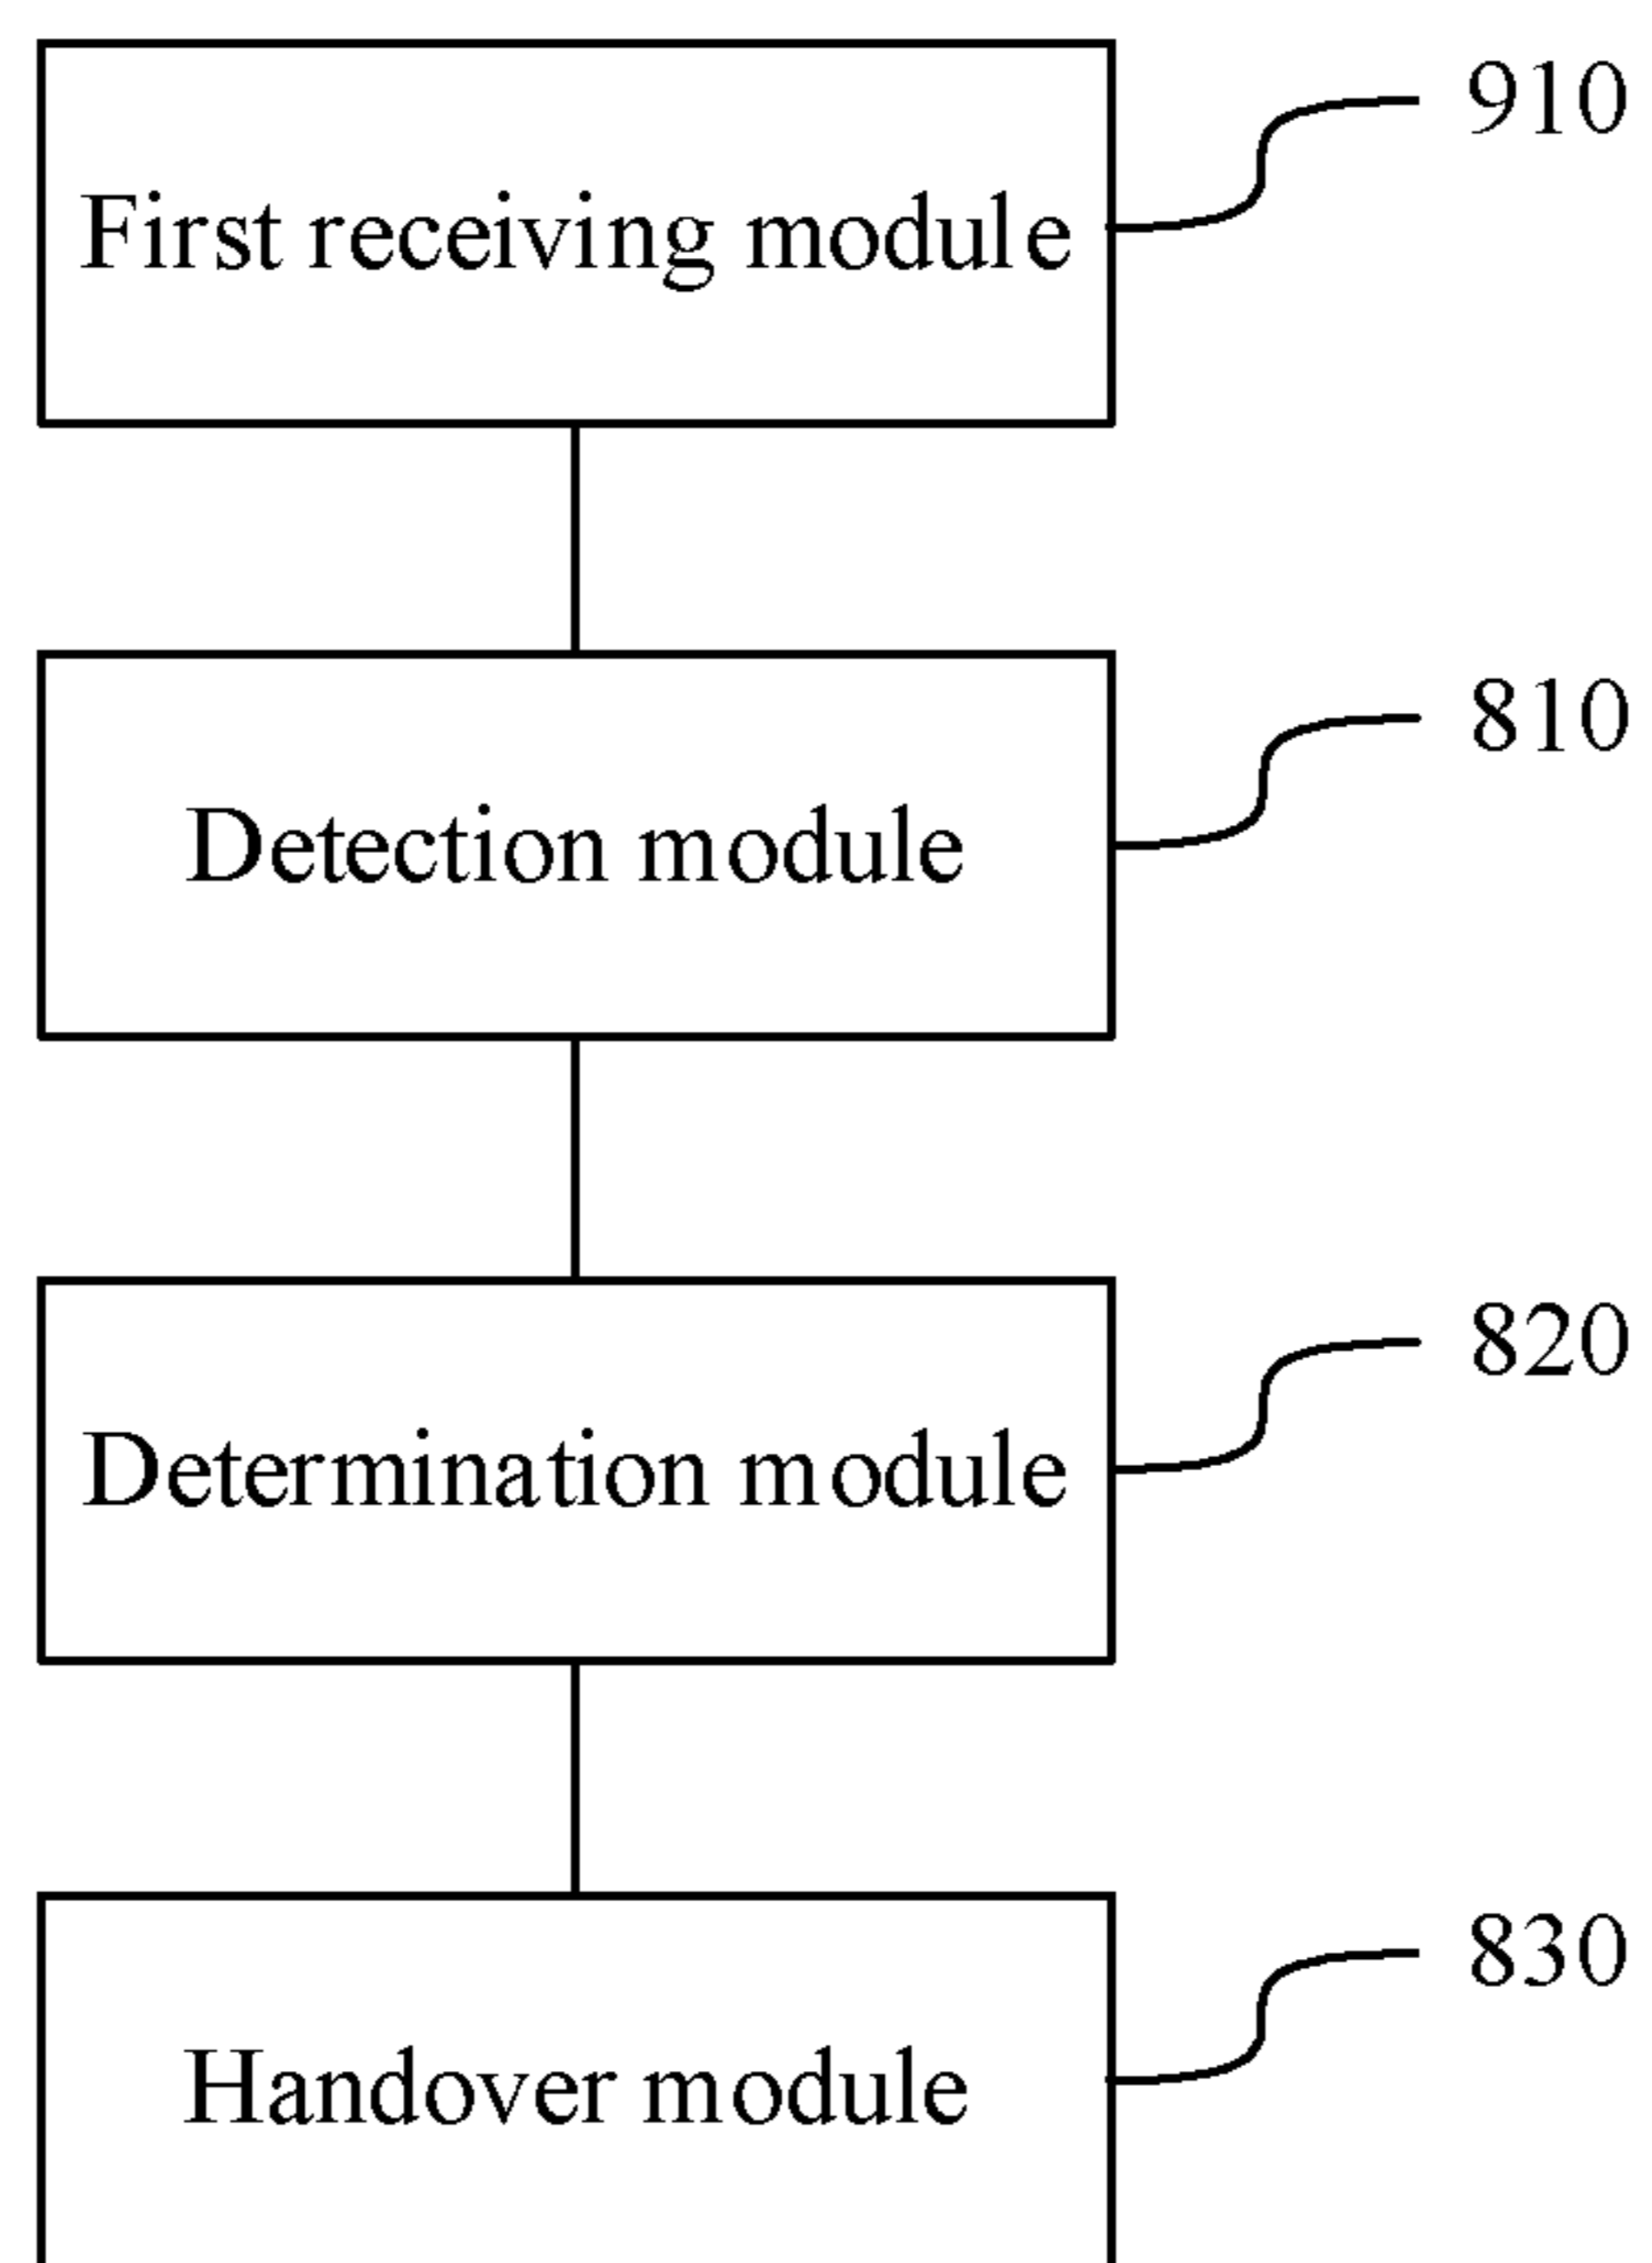 First receiving module
910
Detection module
810
Determination module
820
Handover module
830